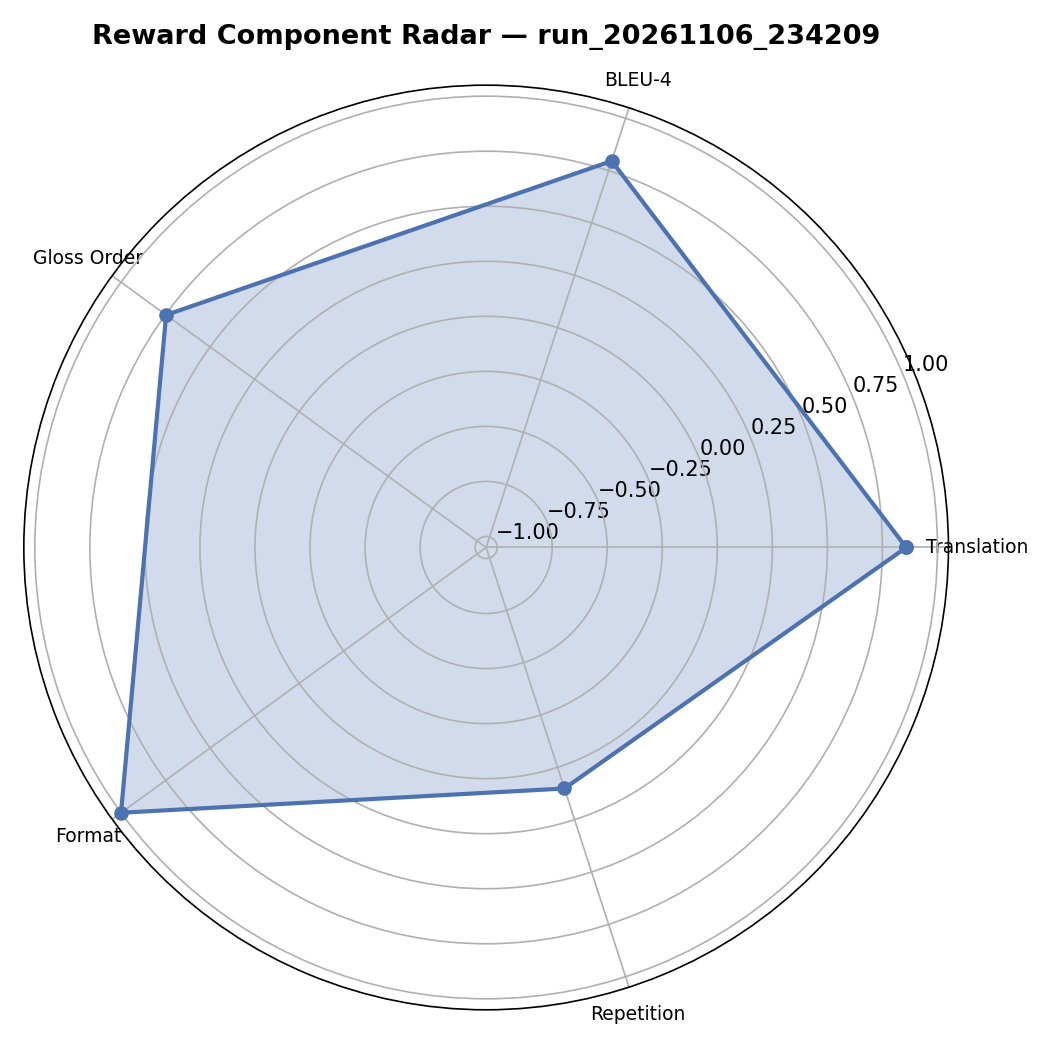 Reward Component Radar — run_20261106_234209
BLEU-4
Gloss Order
1.00
0.75
0.50
0.25
0.00
−0.25
−0.50
−0.75
−1.00
Translation
Format
Repetition